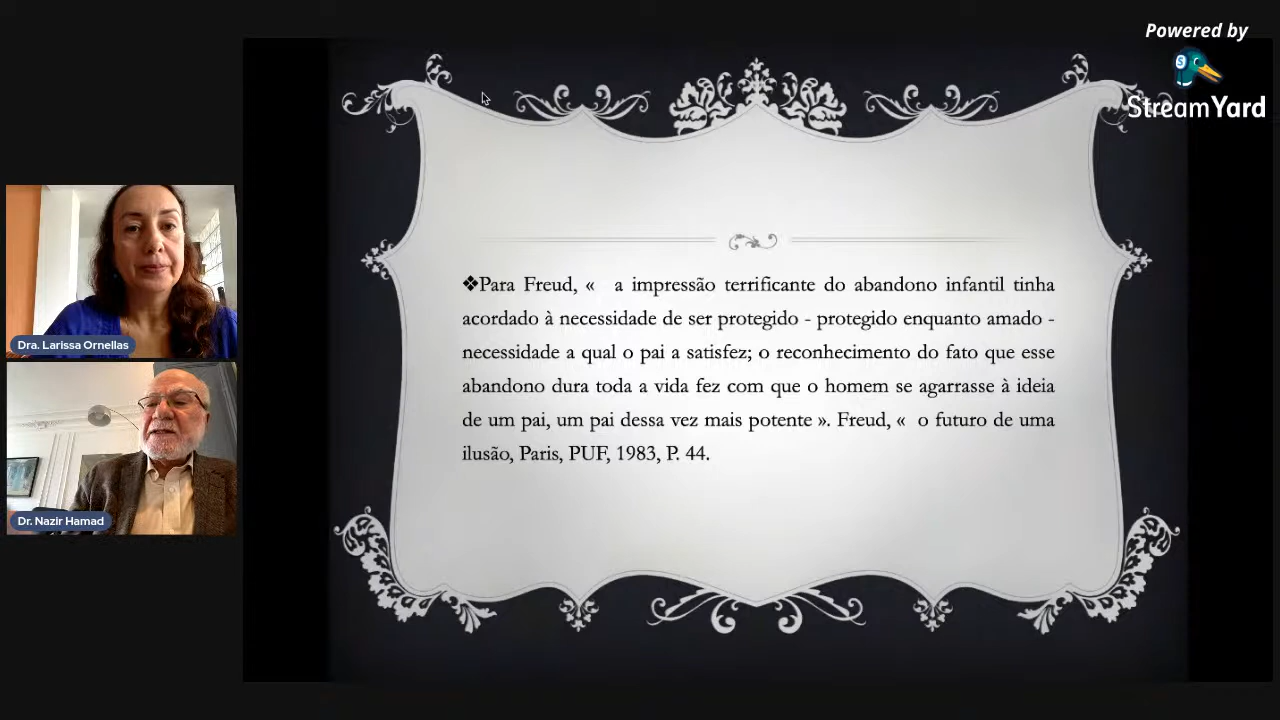 Powered by
StreamYard
Dra. Larissa Ornellas
Dr. Nazir Hamad
❖Para Freud, « a impressão terrificante do abandono infantil tinha
acordado à necessidade de ser protegido - protegido enquanto amado -
necessidade a qual o pai a satisfez; o reconhecimento do fato que esse
abandono dura toda a vida fez com que o homem se agarrasse à ideia
de um pai, um pai dessa vez mais potente ». Freud, « o futuro de uma
ilusão, Paris, PUF, 1983, P. 44.